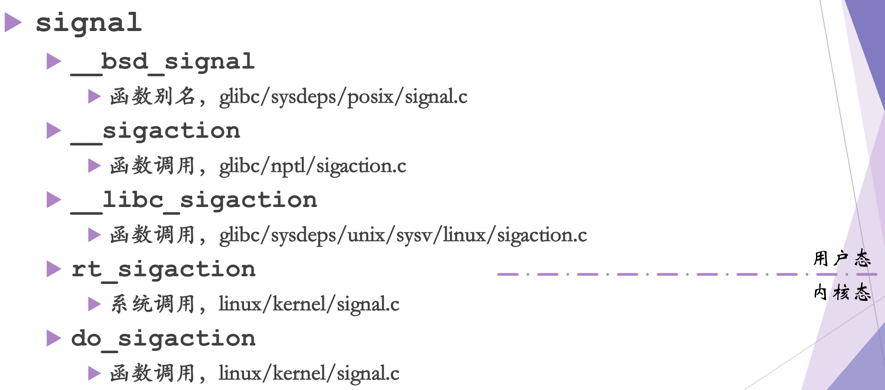 signal
__bsd_signal
函数别名，glibc/sysdeps/posix/signal.c
__sigaction
函数调用，glibc/nptl/sigaction.c
__libc_sigaction
函数调用，glibc/sysdeps/unix/sysv/linux/sigaction.c
rt_sigaction
用户态
内核态
系统调用，linux/kernel/signal.c
do_sigaction
函数调用，linux/kernel/signal.c